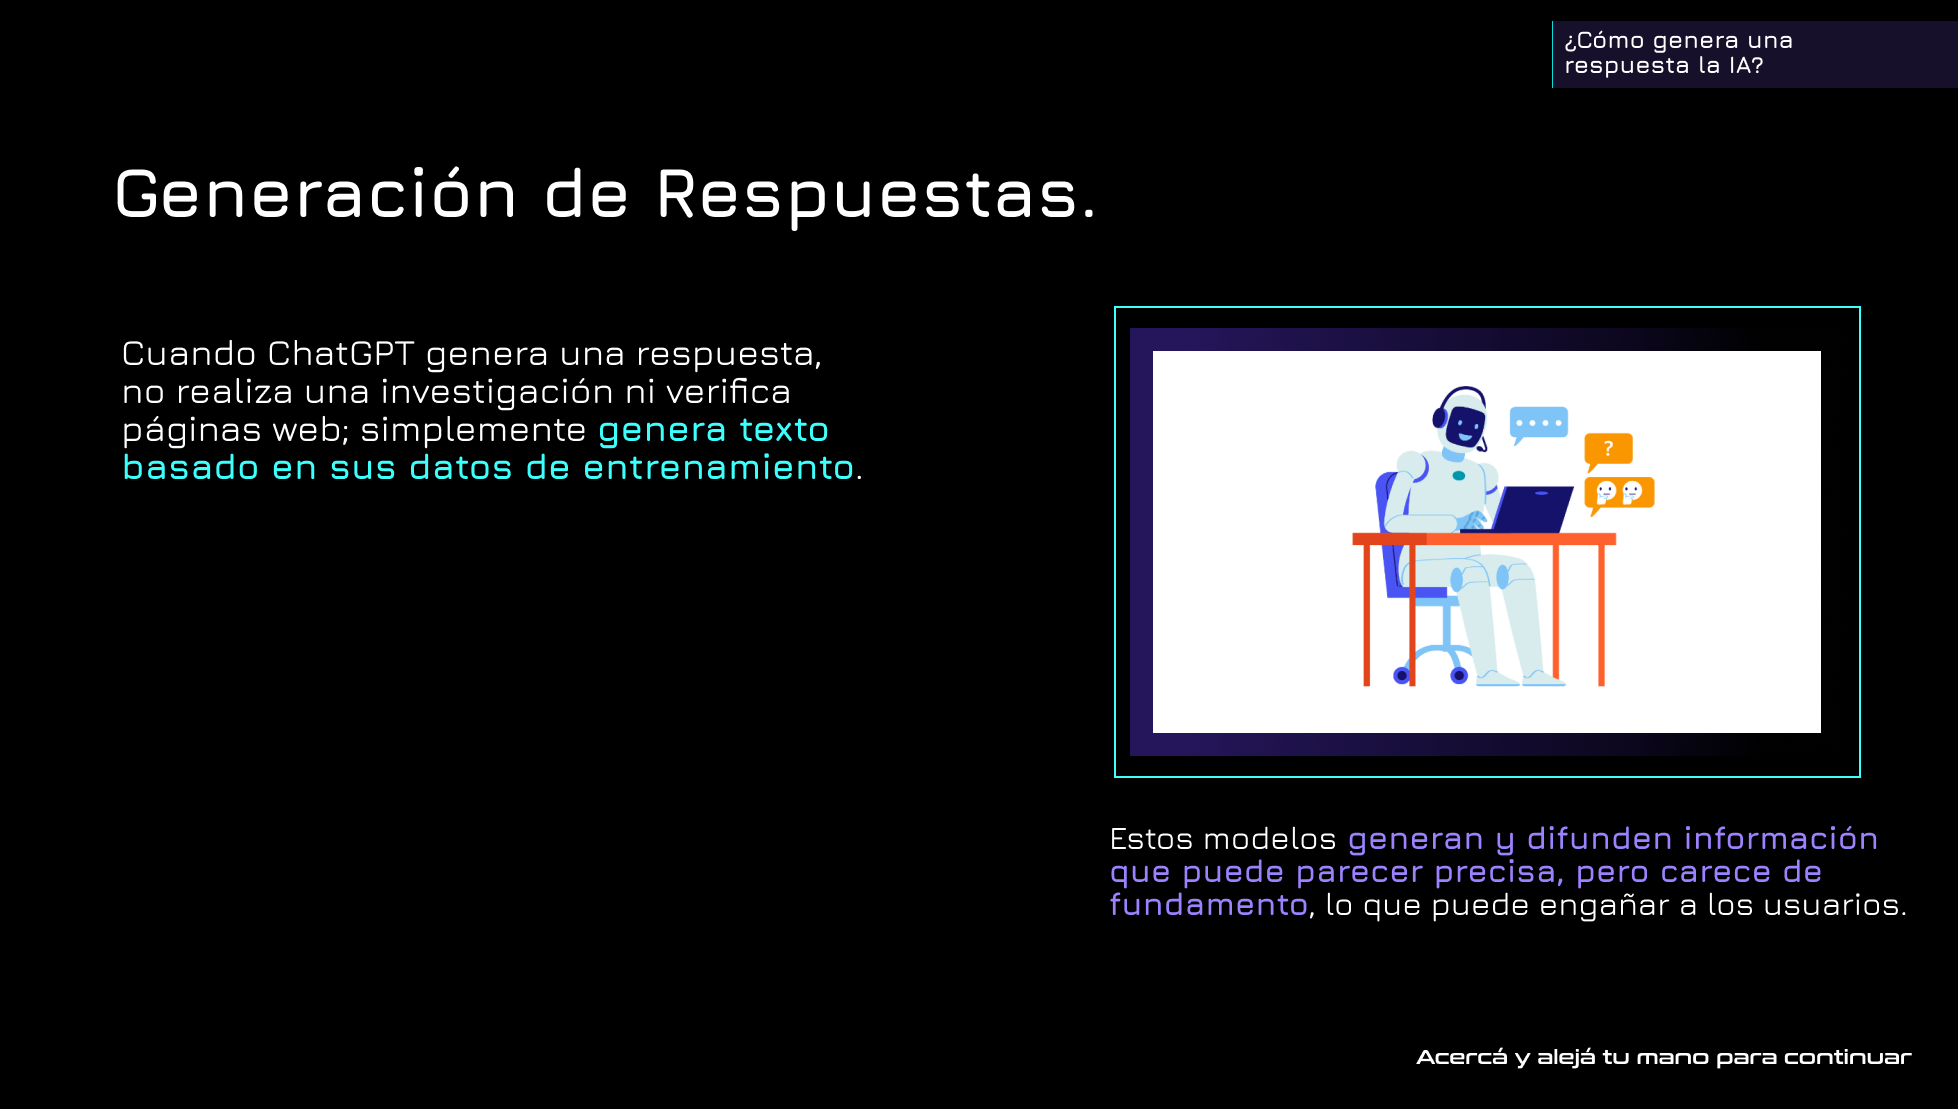 ¿Cómo genera una
respuesta la IA?
Generación de Respuestas.
Cuando ChatGPT genera una respuesta,
no realiza una investigación ni verifica
páginas web; simplemente genera texto
basado en sus datos de entrenamiento.
?
Estos modelos generan y difunden información
que puede parecer precisa, pero carece de
fundamento, lo que puede engañar a los usuarios.
Acercá y alejá tu mano para continuar